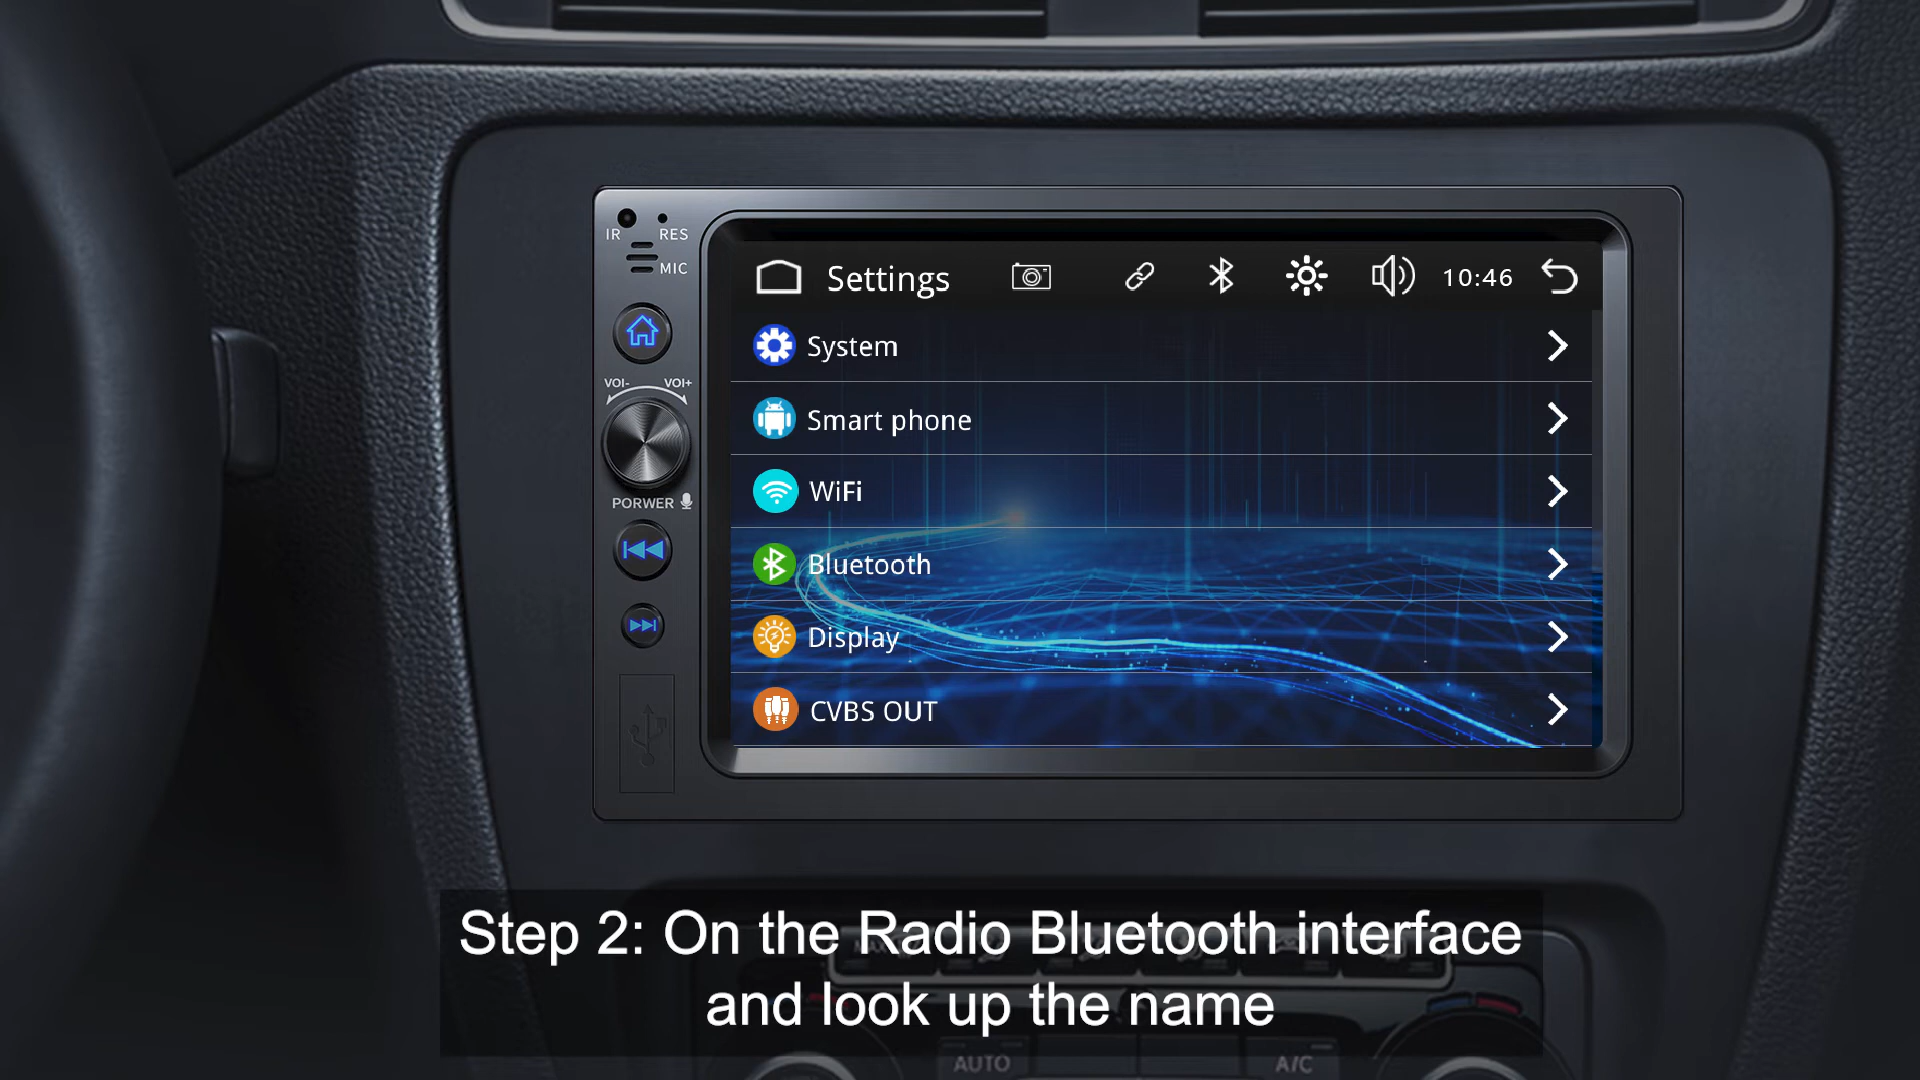 IR
RES
MIC
VOI-
VOI+
PORWER
Settings
10:46
System
Smart phone
WiFi
Bluetooth
Display
CVBS OUT
Step 2: On the Radio Bluetooth interface
and look up the name
AUTO
A/C